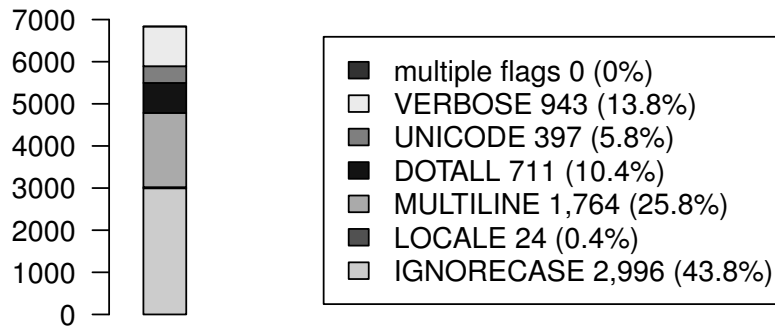 7000
6000
5000
4000
3000
2000
1000
0
multiple flags 0 (0%)
VERBOSE 943 (13.8%)
UNICODE 397 (5.8%)
DOTALL 711 (10.4%)
MULTILINE 1,764 (25.8%)
LOCALE 24 (0.4%)
IGNORECASE 2,996 (43.8%)